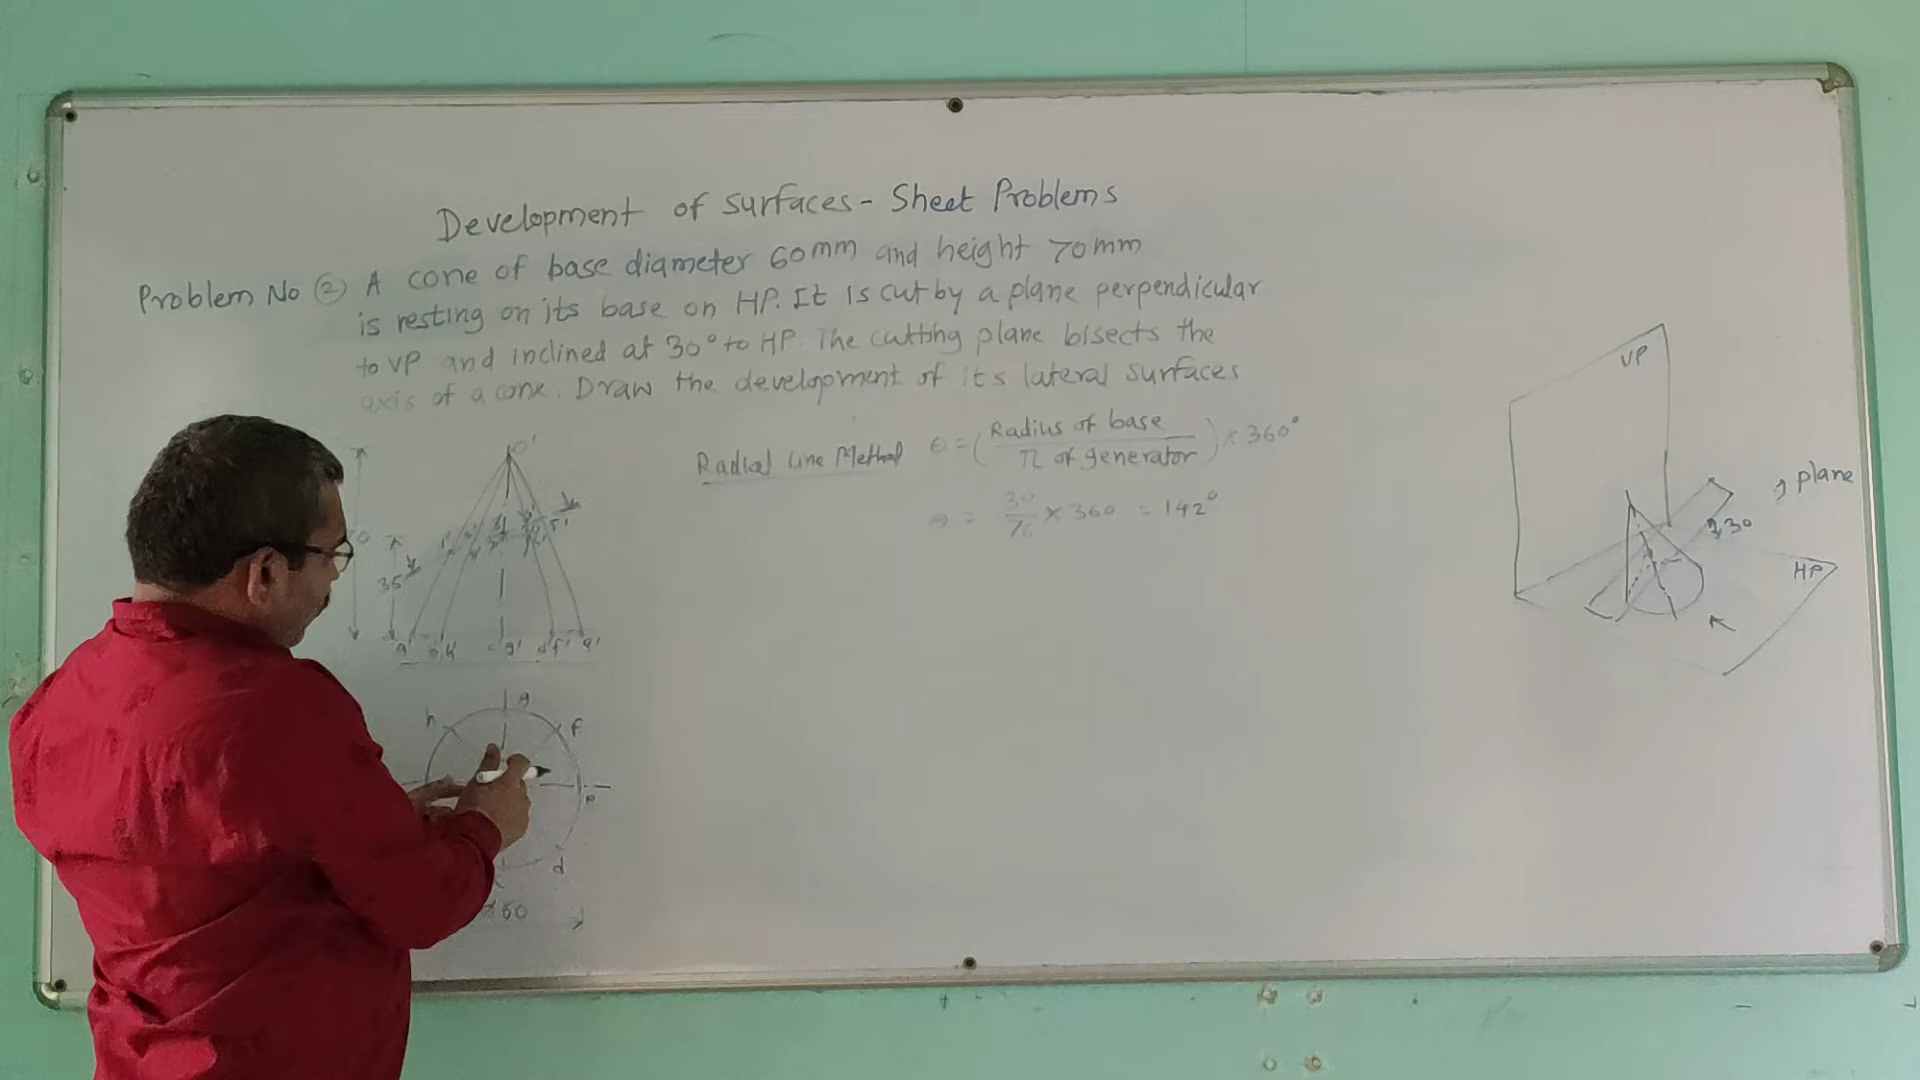 Development of surfaces - Sheet Problems
Problem No ② A cone of base diameter 60mm and height 70mm
is resting on its base on HP. It is cut by a plane perpendicular
to VP and inclined at 30° to HP. The cutting plane bisects the
axis of a cone. Draw the development of its lateral surfaces
Radial Line Method θ = (Radius of base / TL of generator) × 360°
θ = 30/76 × 360 = 142°
o'
35
g'
h
g
f
e
d
60
VP
plane
30
HP